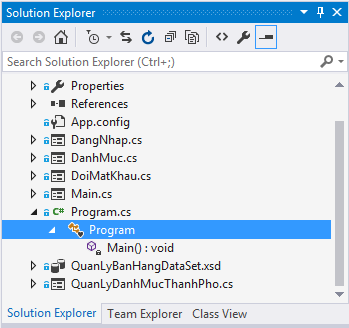 Solution Explorer
Search Solution Explorer (Ctrl+;)
Properties
References
App.config
DangNhap.cs
DanhMuc.cs
DoiMatKhau.cs
Main.cs
C# Program.cs
Program
Main() : void
QuanLyBanHangDataSet.xsd
QuanLyDanhMucThanhPho.cs
Solution Explorer Team Explorer Class View